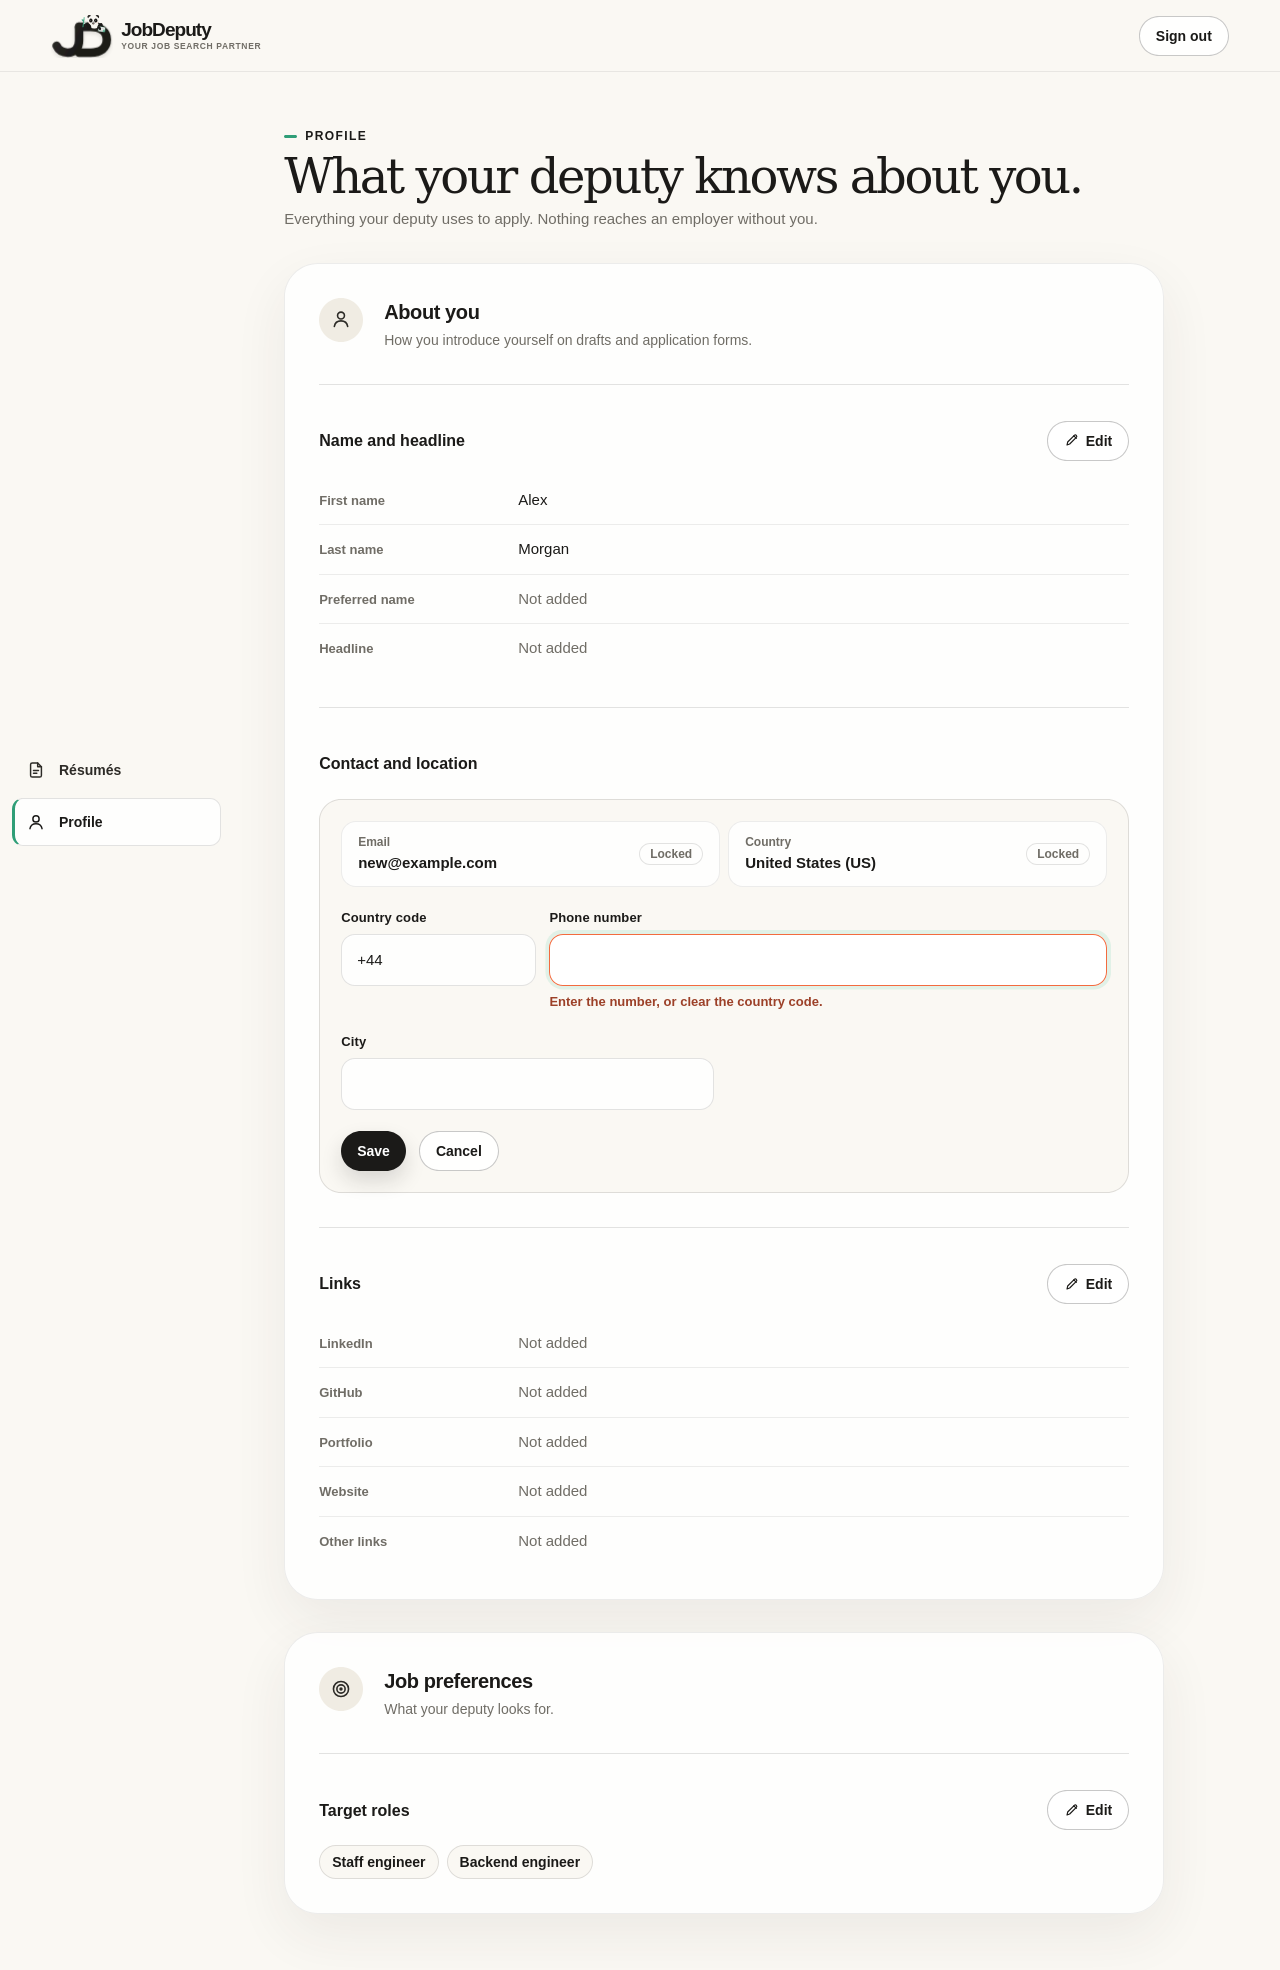 JobDeputy
YOUR JOB SEARCH PARTNER
Sign out
PROFILE
What your deputy knows about you.
Everything your deputy uses to apply. Nothing reaches an employer without you.
About you
How you introduce yourself on drafts and application forms.
Name and headline
Edit
First name
Alex
Last name
Morgan
Preferred name
Not added
Headline
Not added
Résumés
Profile
Contact and location
Email
new@example.com
Locked
Country
United States (US)
Locked
Country code
+44
Phone number
Enter the number, or clear the country code.
City
Save
Cancel
Links
Edit
LinkedIn
Not added
GitHub
Not added
Portfolio
Not added
Website
Not added
Other links
Not added
Job preferences
What your deputy looks for.
Target roles
Edit
Staff engineer
Backend engineer